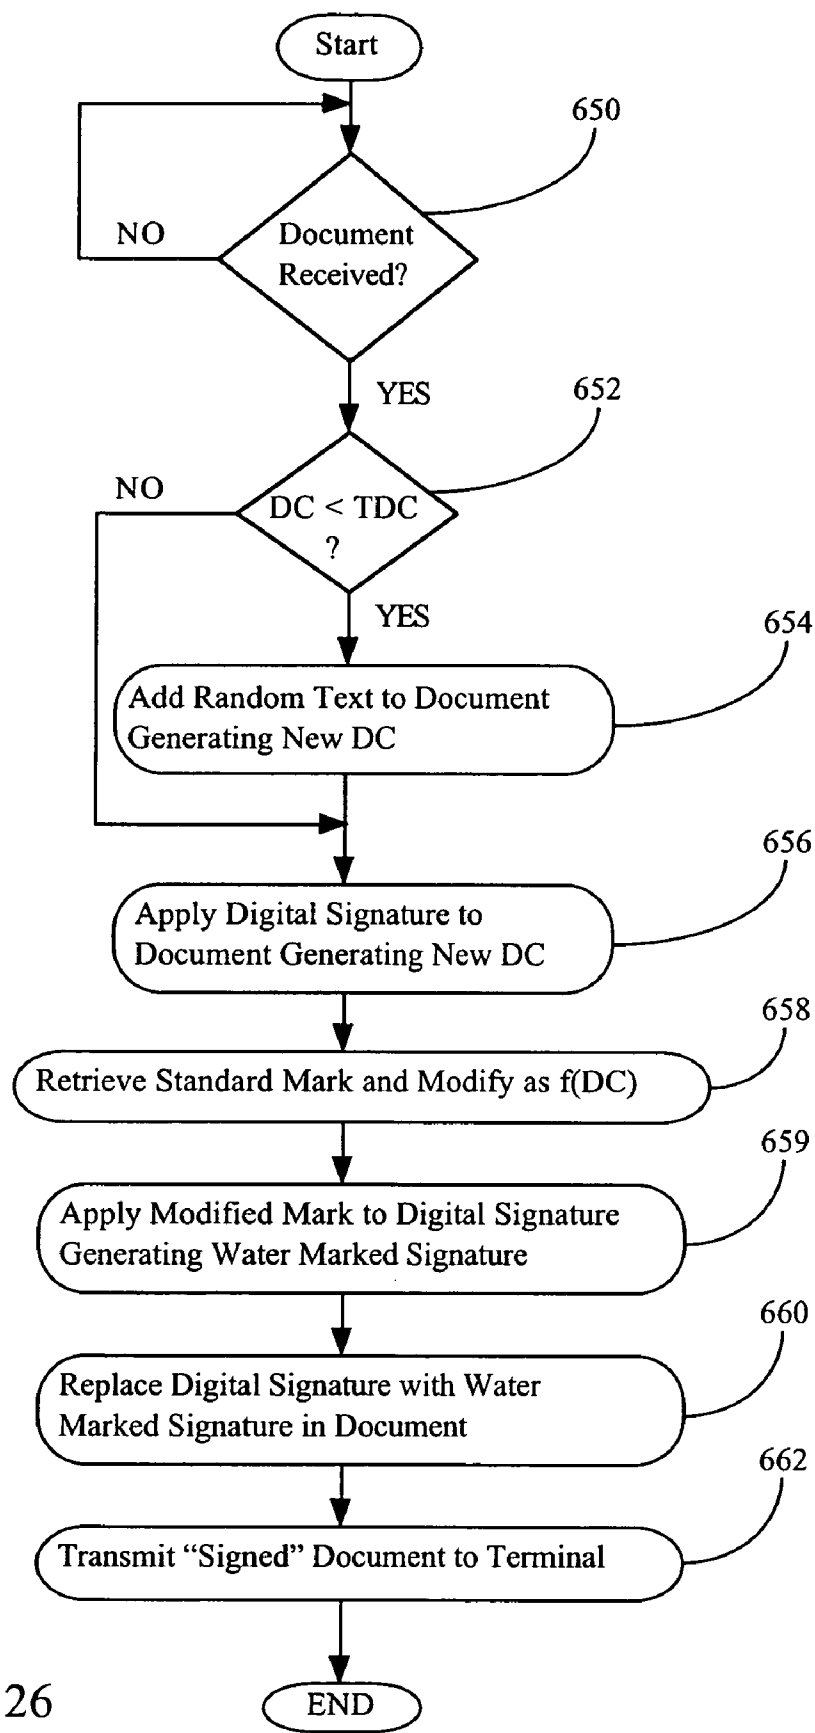 Start
650
Document
Received?
NO
YES
652
NO
DC < TDC
?
YES
654
Add Random Text to Document
Generating New DC
656
Apply Digital Signature to
Document Generating New DC
658
Retrieve Standard Mark and Modify as f(DC)
659
Apply Modified Mark to Digital Signature
Generating Water Marked Signature
660
Replace Digital Signature with Water
Marked Signature in Document
662
Transmit “Signed” Document to Terminal
26
END